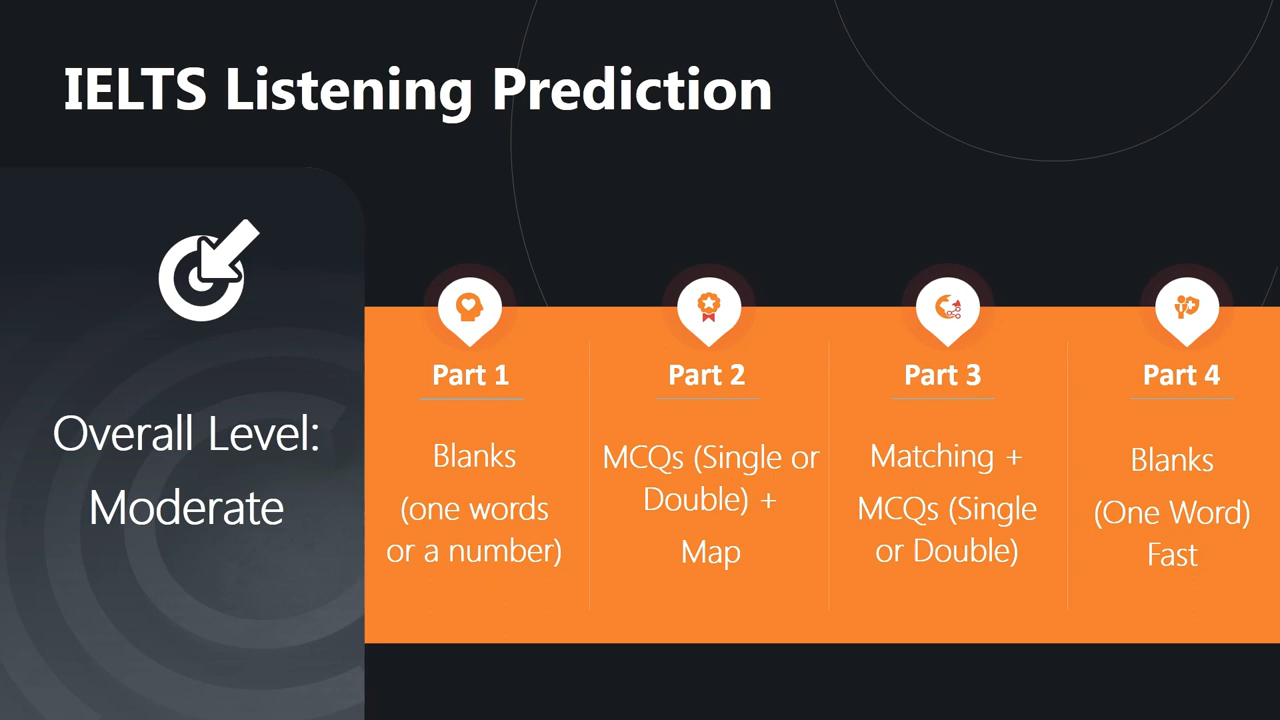 IELTS Listening Prediction
Overall Level:
Moderate
Part 1
Blanks
(one words
or a number)
Part 2
MCQs (Single or
Double) +
Map
Part 3
Matching +
MCQs (Single
or Double)
Part 4
Blanks
(One Word)
Fast